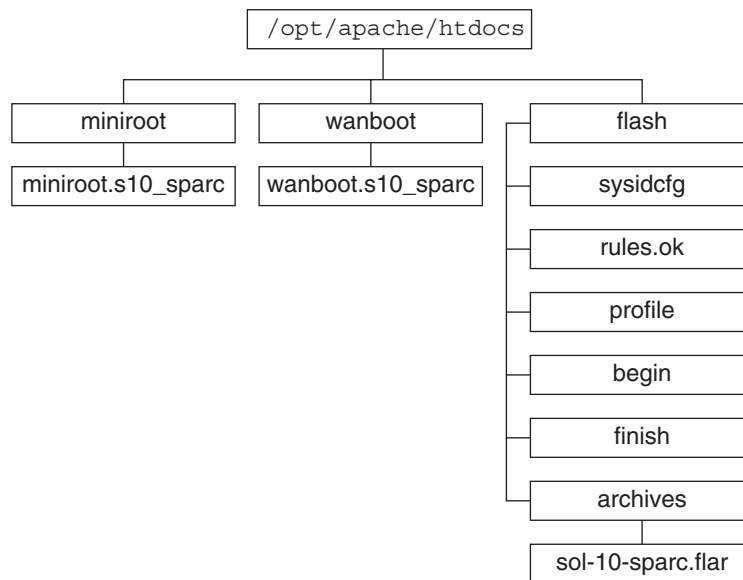 /opt/apache/htdocs
miniroot
wanboot
flash
miniroot.s10_sparc
wanboot.s10_sparc
sysidcfg
rules.ok
profile
begin
finish
archives
sol-10-sparc.flar